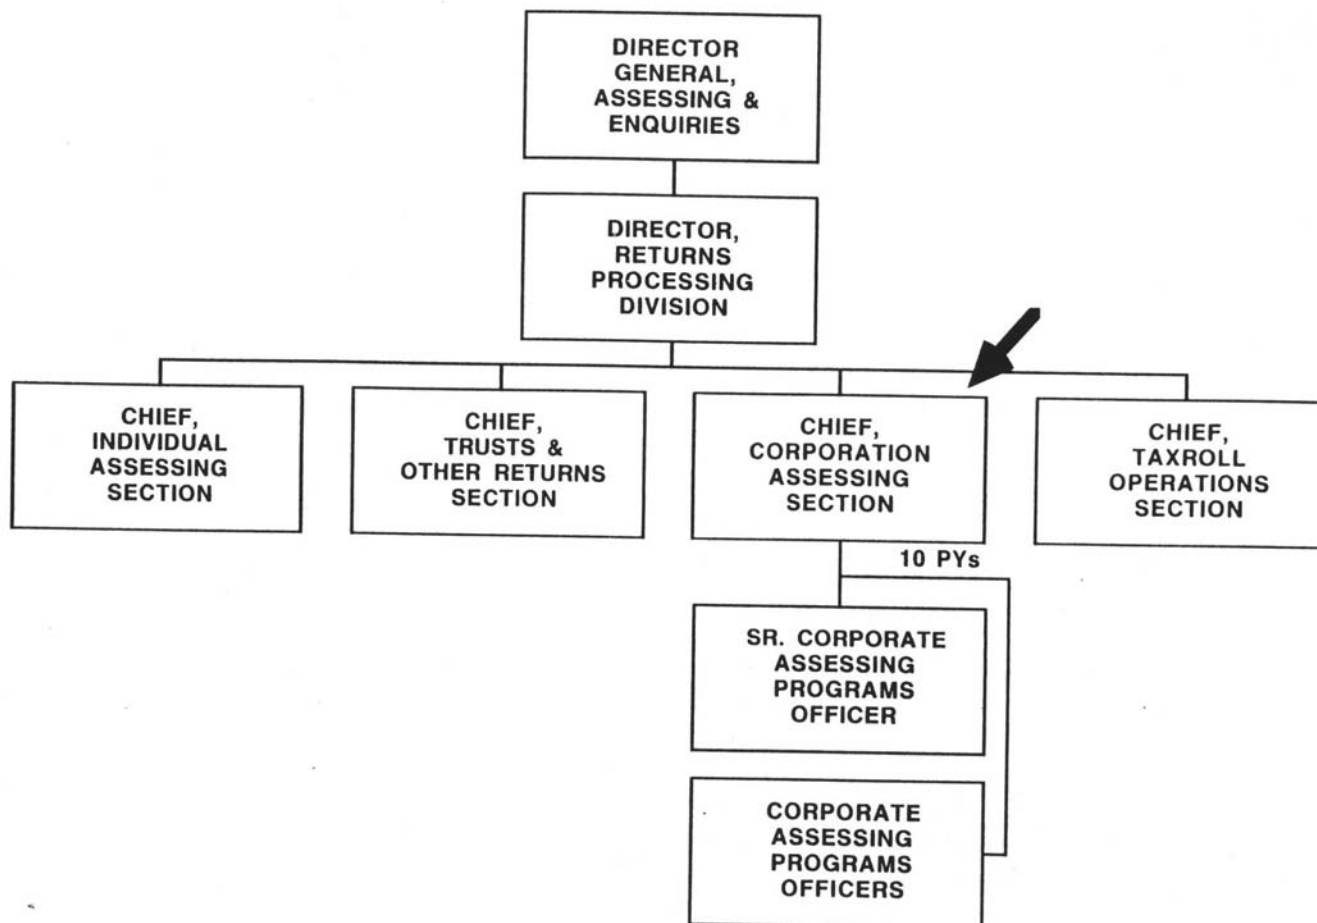 DIRECTOR
GENERAL,
ASSESSING &
ENQUIRIES
DIRECTOR,
RETURNS
PROCESSING
DIVISION
CHIEF,
INDIVIDUAL
ASSESSING
SECTION
CHIEF,
TRUSTS &
OTHER RETURNS
SECTION
CHIEF,
CORPORATION
ASSESSING
SECTION
CHIEF,
TAXROLL
OPERATIONS
SECTION
10 PYs
SR. CORPORATE
ASSESSING
PROGRAMS
OFFICER
CORPORATE
ASSESSING
PROGRAMS
OFFICERS